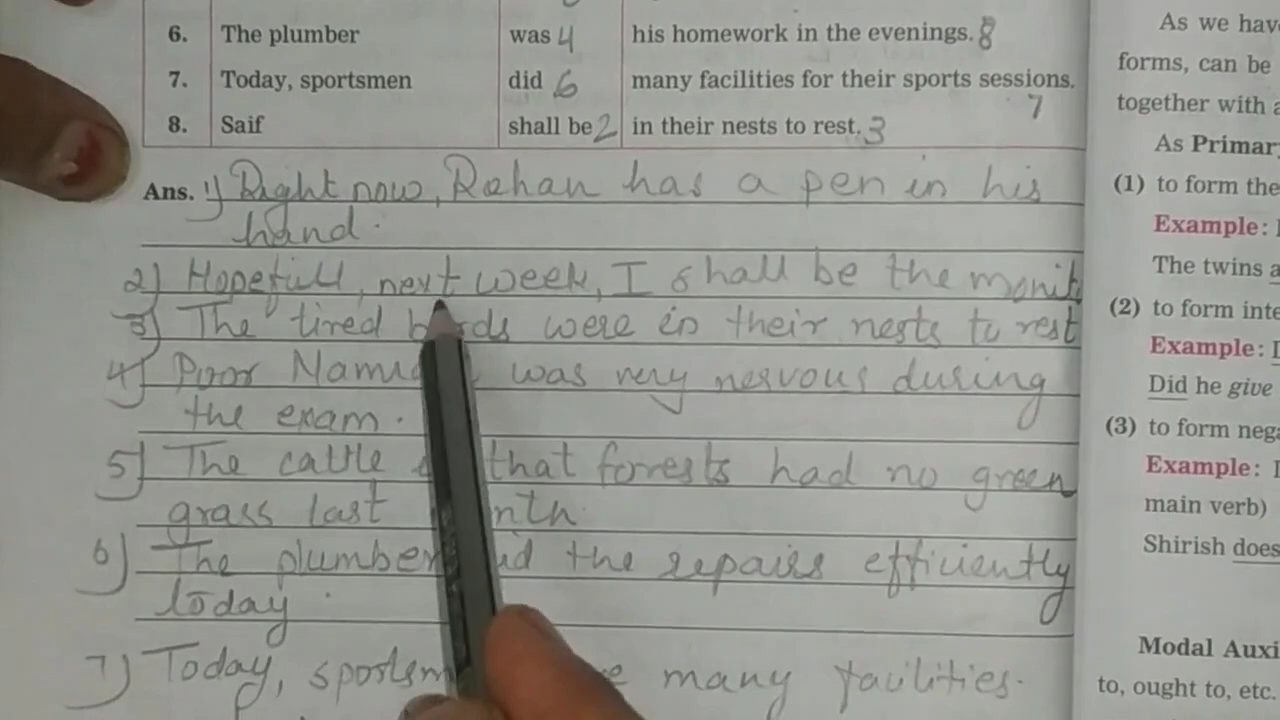 6. The plumber was 4 his homework in the evenings. 8
7. Today, sportsmen did 6 many facilities for their sports sessions. 7
8. Saif shall be 2 in their nests to rest. 3
Ans. 1) Right now, Rohan has a pen in his
hand.
2) Hopefull, next week, I shall be the monit
3) The tired were in their nests to rest
4) Poor was very nervous during
the exam.
5) The cattle that forrests had no green
grass last
6) The plumber the repairs efficiently
today.
7) Today, many facilities.
As we hav
forms, can be
together with a
As Primar
(1) to form the
Example:
The twins a
(2) to form inte
Example:
Did he give
(3) to form nega
Example:
main verb)
Shirish does
Modal Auxi
to, ought to, etc.